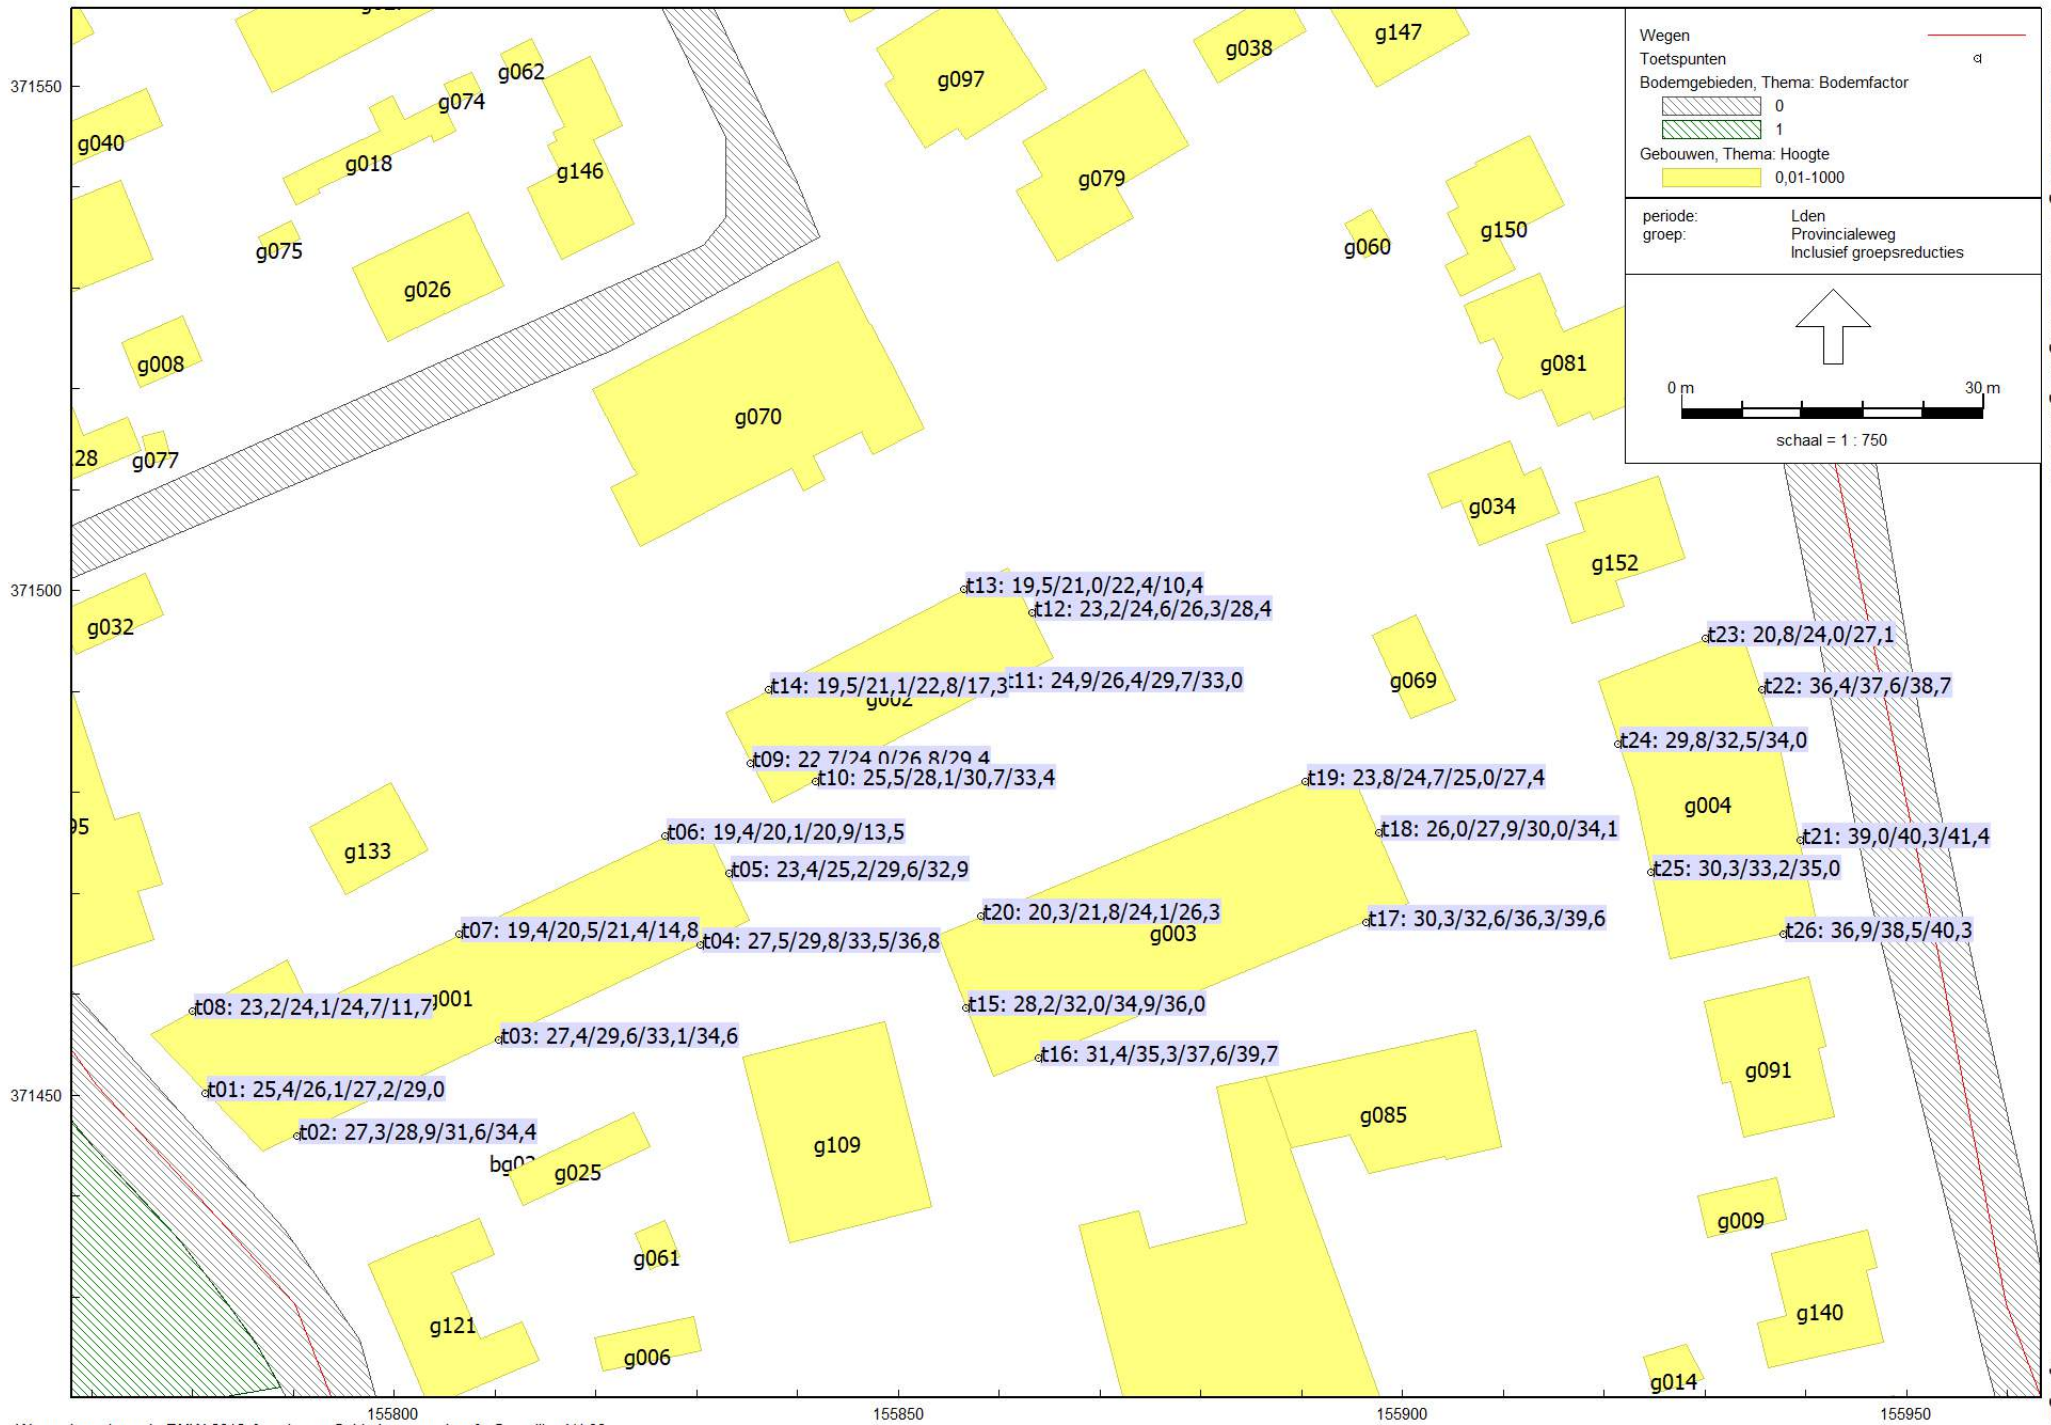 Wegen
Toetspunten
Bodemgebieden, Thema: Bodemfactor
0
1
Gebouwen, Thema: Hoogte
0,01-1000
periode: Lden
groep: Provincialeweg
Inclusief groepsreducties
0 m 30 m
schaal = 1 : 750
371550
371500
371450
155800
155850
155900
155950
g062
g074
g040
g018
g146
g075
g026
g008
g077
g097
g038
g147
g079
g150
g060
g081
g070
g034
g152
g032
g069
g133
g002
g004
g003
g001
g109
g025
g085
g091
g061
g121
g006
g009
g140
g014
t13: 19,5/21,0/22,4/10,4
t12: 23,2/24,6/26,3/28,4
t14: 19,5/21,1/22,8/17,3
t11: 24,9/26,4/29,7/33,0
t09: 22,7/24,0/26,8/29,4
t10: 25,5/28,1/30,7/33,4
t23: 20,8/24,0/27,1
t22: 36,4/37,6/38,7
t24: 29,8/32,5/34,0
t19: 23,8/24,7/25,0/27,4
t18: 26,0/27,9/30,0/34,1
t21: 39,0/40,3/41,4
t25: 30,3/33,2/35,0
t26: 36,9/38,5/40,3
t06: 19,4/20,1/20,9/13,5
t05: 23,4/25,2/29,6/32,9
t20: 20,3/21,8/24,1/26,3
t17: 30,3/32,6/36,3/39,6
t07: 19,4/20,5/21,4/14,8
t04: 27,5/29,8/33,5/36,8
t08: 23,2/24,1/24,7/11,7
t15: 28,2/32,0/34,9/36,0
t03: 27,4/29,6/33,1/34,6
t16: 31,4/35,3/37,6/39,7
t01: 25,4/26,1/27,2/29,0
t02: 27,3/28,9/31,6/34,4